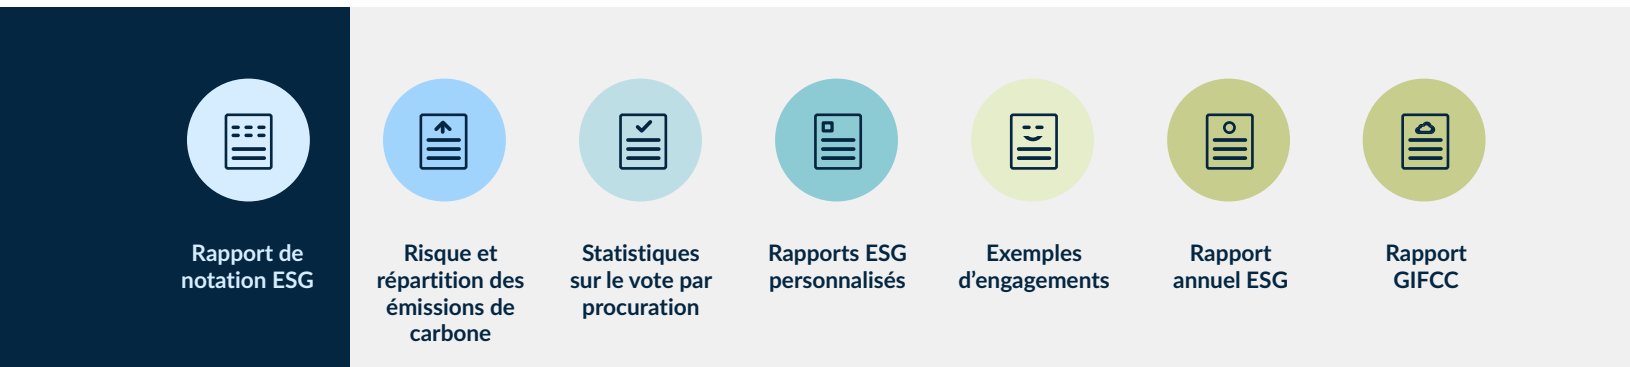 Rapport de
notation ESG
Risque et
répartition des
émissions de
carbone
Statistiques
sur le vote par
procuration
Rapports ESG
personnalisés
Exemples
d’engagements
Rapport
annuel ESG
Rapport
GIFCC